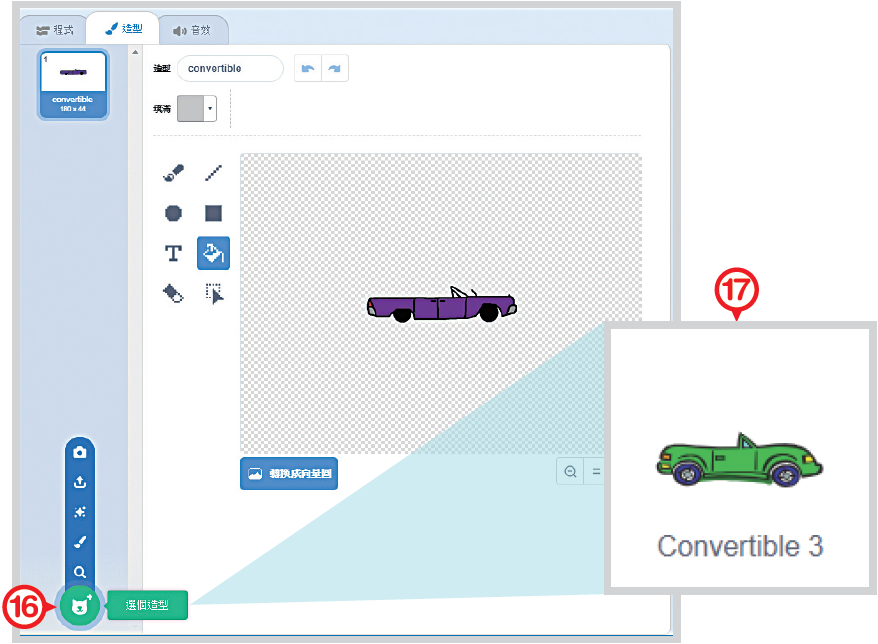 程式
造型
音效
1
convertible
180 x 44
造型
convertible
填滿
T
轉換成向量圖
選個造型
16
17
Convertible 3